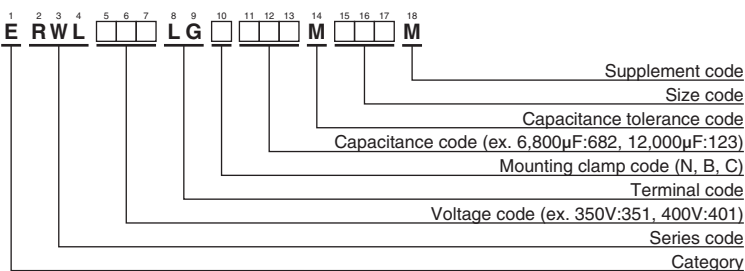 1 2 3 4 5 6 7 8 9 10 11 12 13 14 15 16 17 18
E RWL □□□ LG □ □□□ M □□□ M
Supplement code
Size code
Capacitance tolerance code
Capacitance code (ex. 6,800µF:682, 12,000µF:123)
Mounting clamp code (N, B, C)
Terminal code
Voltage code (ex. 350V:351, 400V:401)
Series code
Category